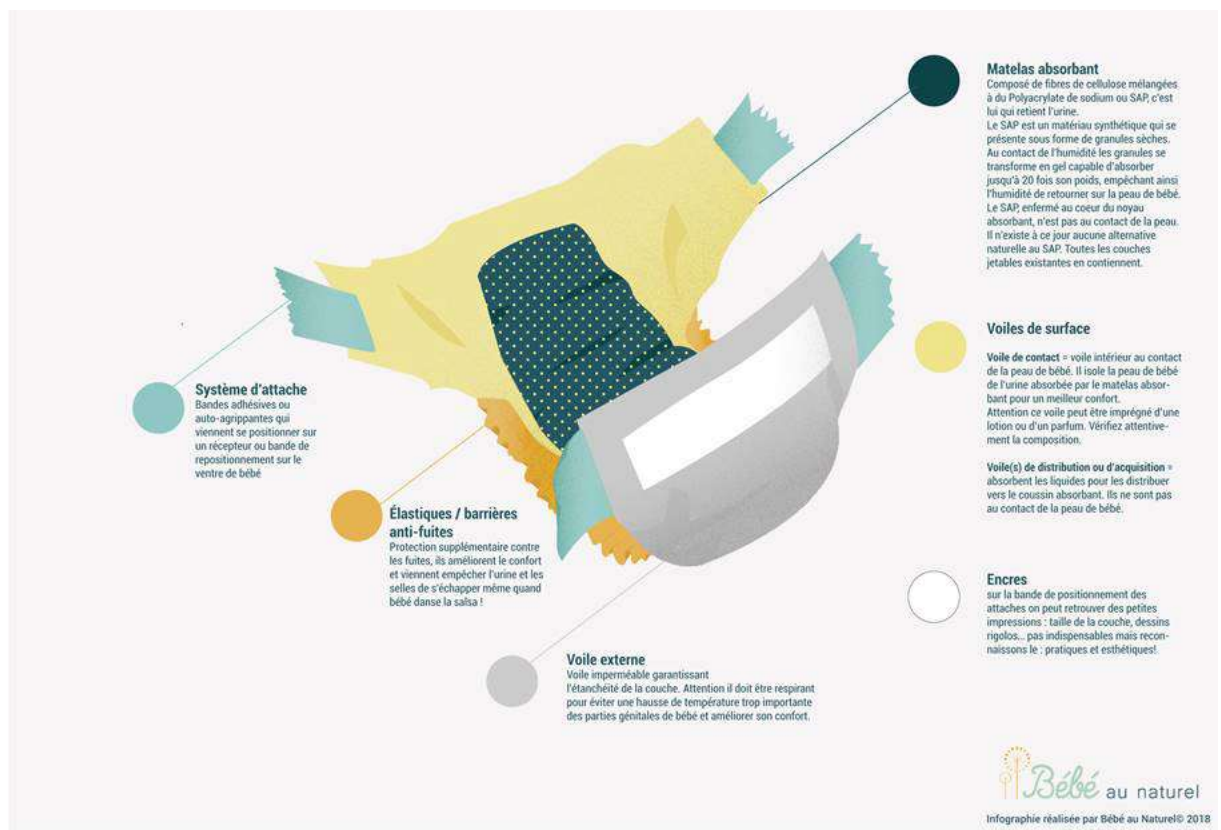 Matelas absorbant
Composé de fibres de cellulose mélangées
à du Polyacrylate de sodium ou SAP, c'est
lui qui retient l'urine.
Le SAP est un matériau synthétique qui se
présente sous forme de granules sèches.
Au contact de l'humidité les granules se
transforme en gel capable d'absorber
jusqu'à 20 fois son poids, empêchant ainsi
l'humidité de retourner sur la peau de bébé.
Le SAP, enfermé au coeur du noyau
absorbant, n'est pas au contact de la peau.
Il n'existe à ce jour aucune alternative
naturelle au SAP. Toutes les couches
jetables existantes en contiennent.
Voiles de surface
Voile de contact = voile intérieur au contact
de la peau de bébé. Il isole la peau de bébé
de l'urine absorbée par le matelas absor-
bant pour un meilleur confort.
Attention ce voile peut être imprégné d'une
lotion ou d'un parfum. Vérifiez attentive-
ment la composition.
Voile(s) de distribution ou d'acquisition =
absorbent les liquides pour les distribuer
vers le coussin absorbant. Ils ne sont pas
au contact de la peau de bébé.
Système d'attache
Bandes adhésives ou
auto-agrippantes qui
viennent se positionner sur
un récepteur ou bande de
repositionnement sur le
ventre de bébé
Élastiques / barrières
anti-fuites
Protection supplémentaire contre
les fuites, ils améliorent le confort
et viennent empêcher l'urine et les
selles de s'échapper même quand
bébé danse la salsa !
Encres
sur la bande de positionnement des
attaches on peut retrouver des petites
impressions : taille de la couche, dessins
rigolos... pas indispensables mais recon-
naissons le : pratiques et esthétiques!
Voile externe
Voile imperméable garantissant
l'étanchéité de la couche. Attention il doit être respirant
pour éviter une hausse de température trop importante
des parties génitales de bébé et améliorer son confort.
Bébé au naturel
Infographie réalisée par Bébé au Naturel© 2018